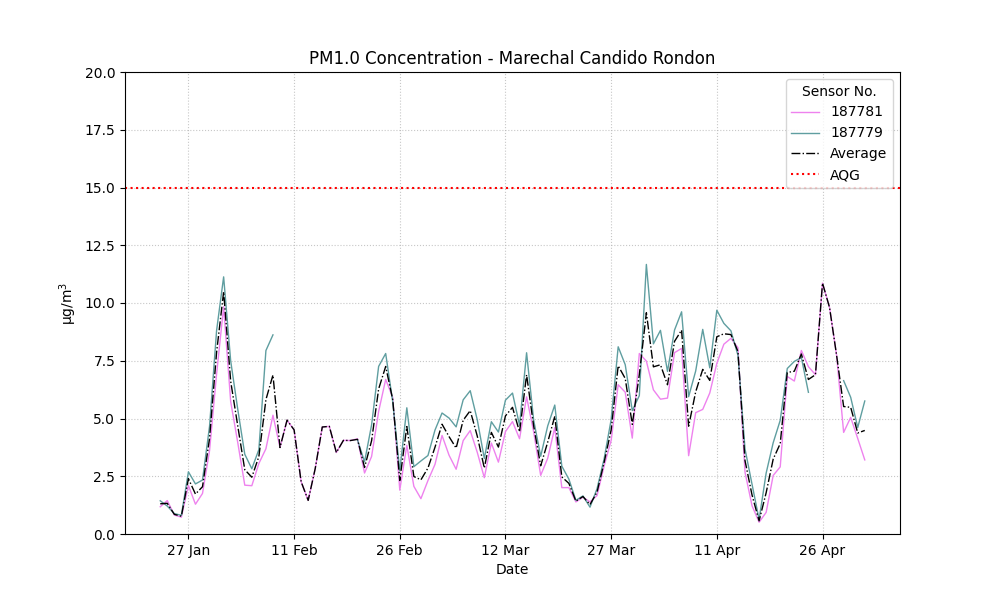 PM1.0 Concentration - Marechal Candido Rondon
20.0
17.5
15.0
12.5
10.0
7.5
5.0
2.5
0.0
µg/m³
Sensor No.
187781
187779
Average
AQG
27 Jan
11 Feb
26 Feb
12 Mar
27 Mar
11 Apr
26 Apr
Date